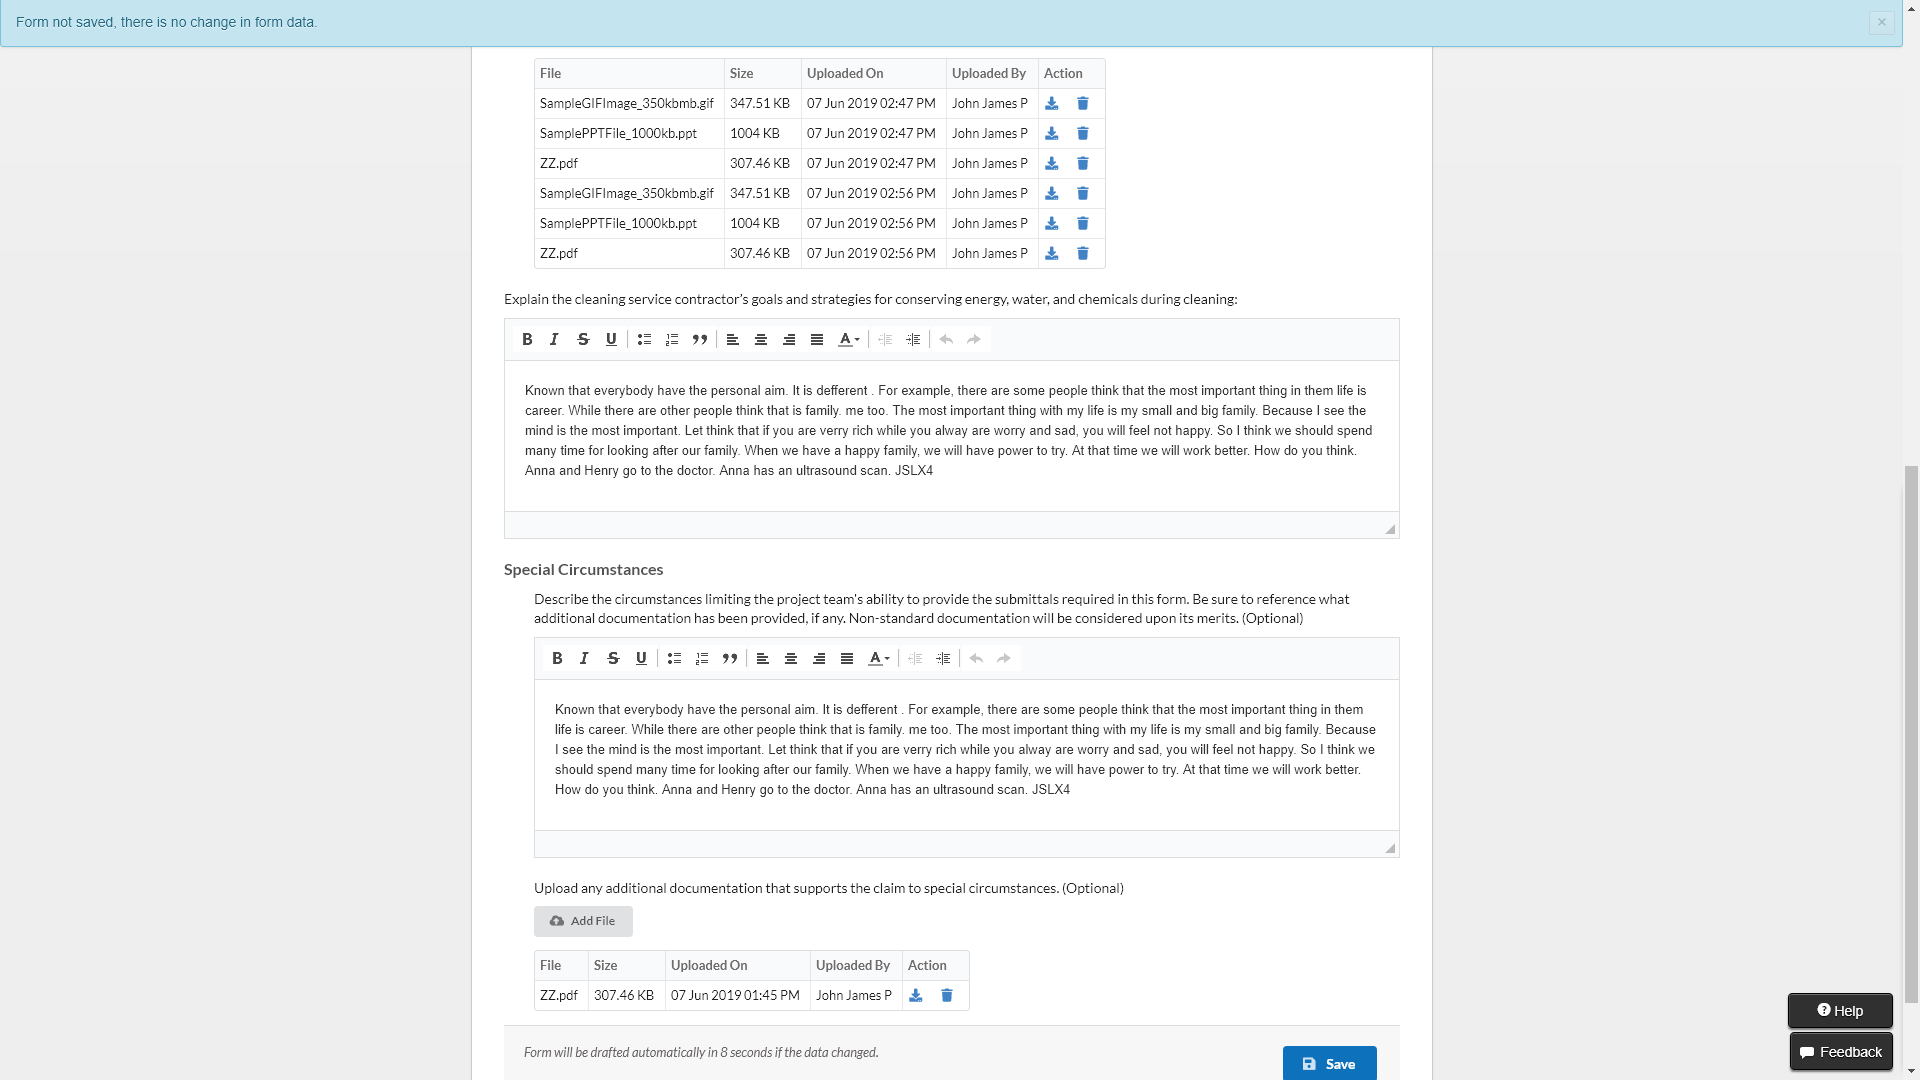 Form not saved, there is no change in form data.
×
File Size Uploaded On Uploaded By Action
SampleGIFImage_350kbmb.gif 347.51 KB 07 Jun 2019 02:47 PM John James P
SamplePPTFile_1000kb.ppt 1004 KB 07 Jun 2019 02:47 PM John James P
ZZ.pdf 307.46 KB 07 Jun 2019 02:47 PM John James P
SampleGIFImage_350kbmb.gif 347.51 KB 07 Jun 2019 02:56 PM John James P
SamplePPTFile_1000kb.ppt 1004 KB 07 Jun 2019 02:56 PM John James P
ZZ.pdf 307.46 KB 07 Jun 2019 02:56 PM John James P
Explain the cleaning service contractor's goals and strategies for conserving energy, water, and chemicals during cleaning:
B I S U A
Known that everybody have the personal aim. It is defferent . For example, there are some people think that the most important thing in them life is
career. While there are other people think that is family. me too. The most important thing with my life is my small and big family. Because I see the
mind is the most important. Let think that if you are verry rich while you alway are worry and sad, you will feel not happy. So I think we should spend
many time for looking after our family. When we have a happy family, we will have power to try. At that time we will work better. How do you think.
Anna and Henry go to the doctor. Anna has an ultrasound scan. JSLX4
Special Circumstances
Describe the circumstances limiting the project team's ability to provide the submittals required in this form. Be sure to reference what
additional documentation has been provided, if any. Non-standard documentation will be considered upon its merits. (Optional)
B I S U A
Known that everybody have the personal aim. It is defferent . For example, there are some people think that the most important thing in them
life is career. While there are other people think that is family. me too. The most important thing with my life is my small and big family. Because
I see the mind is the most important. Let think that if you are verry rich while you alway are worry and sad, you will feel not happy. So I think we
should spend many time for looking after our family. When we have a happy family, we will have power to try. At that time we will work better.
How do you think. Anna and Henry go to the doctor. Anna has an ultrasound scan. JSLX4
Upload any additional documentation that supports the claim to special circumstances. (Optional)
Add File
File Size Uploaded On Uploaded By Action
ZZ.pdf 307.46 KB 07 Jun 2019 01:45 PM John James P
Help
Form will be drafted automatically in 8 seconds if the data changed.
Feedback
Save